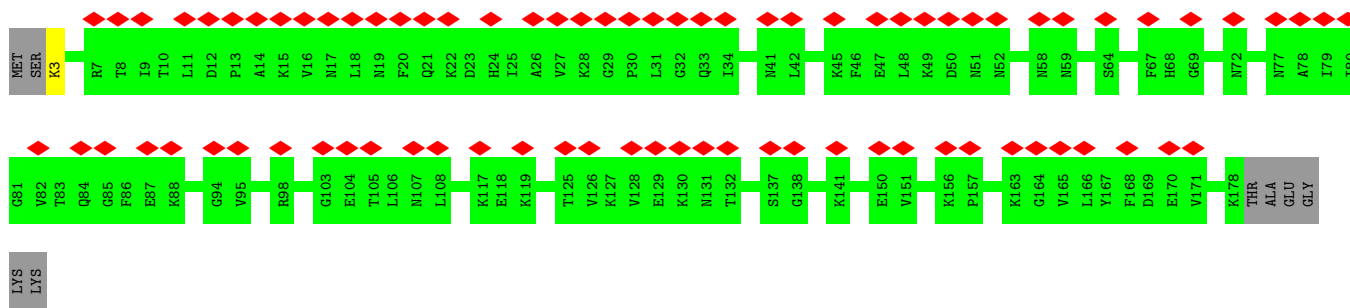 MET SER K3 R7 T8 I9 T10 L11 D12 P13 A14 K15 V16 N17 L18 N19 F20 Q21 K22 D23 H24 I25 A26 V27 K28 G29 P30 L31 G32 Q33 I34 N41 L42 K45 F46 E47 L48 K49 D50 N51 N52 N58 N59 S64 F67 H68 G69 N72 N77 A78 I79 I80
G81 V82 T83 Q84 G85 F86 E87 K88 G94 V95 R98 G103 E104 T105 L106 N107 L108 K117 E118 K119 T125 V126 K127 V128 E129 K130 N131 T132 S137 G138 K141 E150 V151 K156 P157 K163 G164 V165 L166 Y167 F168 D169 E170 V171 K178 THR ALA GLU GLY
LYS LYS